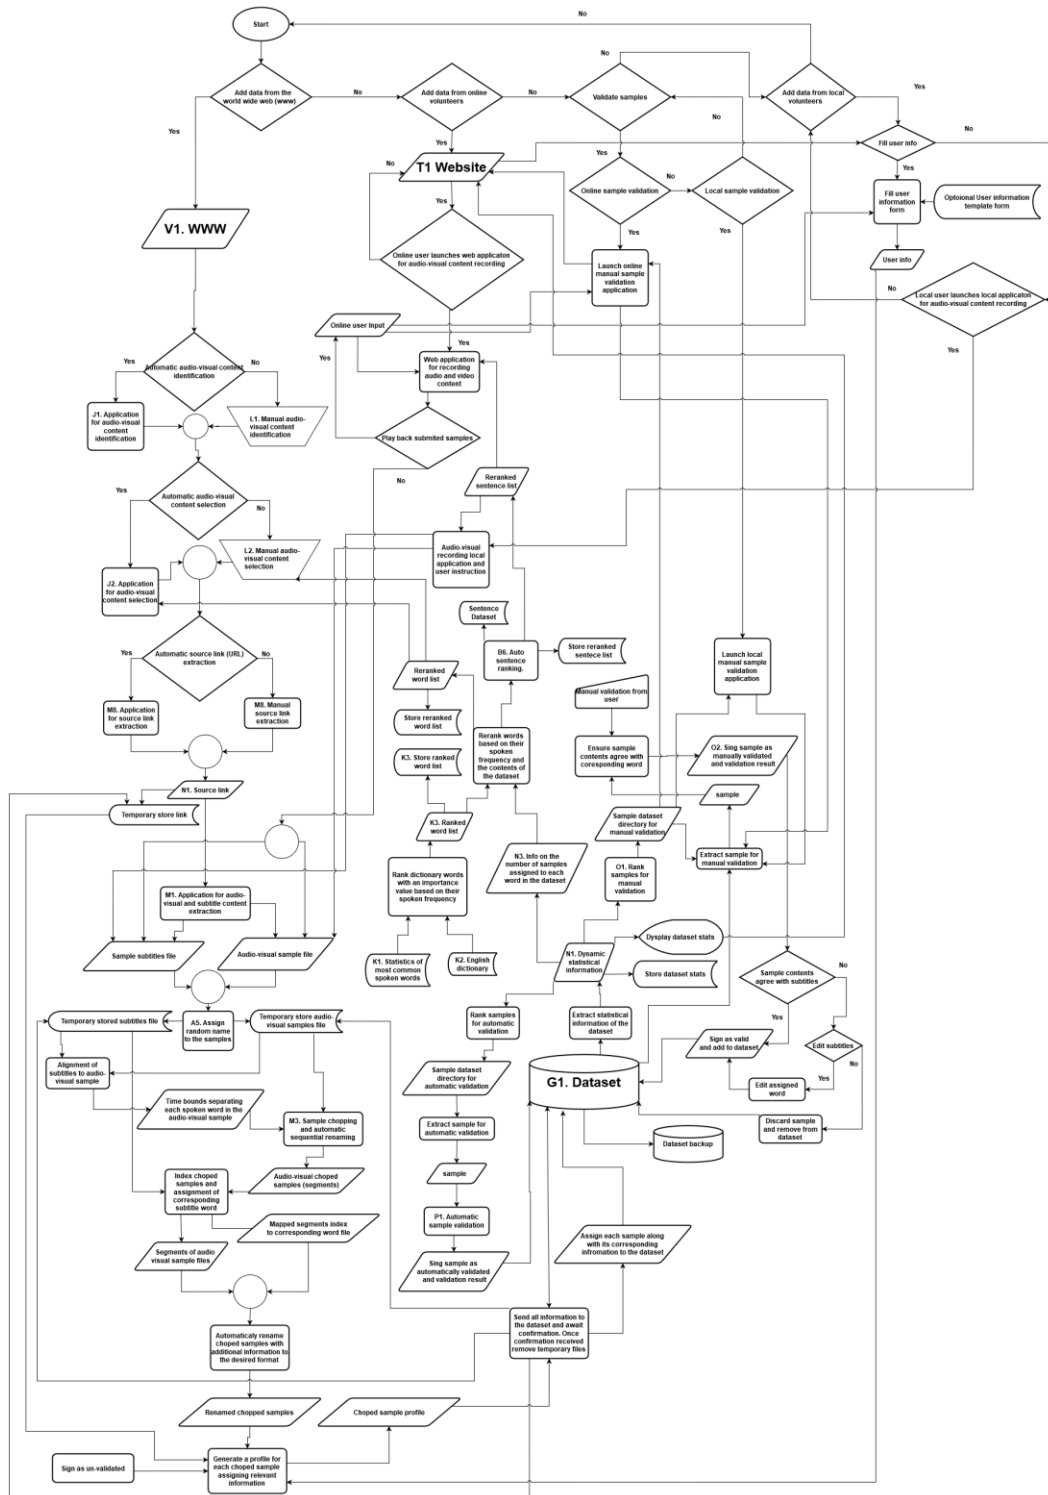 No
Start
No
Add data from the
world wide web (www)
No
Add data from online
volunteers
No
Validate samples
No
Add data from local
volunteers
Yes
Yes
No
Yes
No
T1 Website
Yes
No
Fill user info
No
Yes
Online sample validation
Local sample validation
Fill user
information
form
Optoional User information
template form
V1. WWW
Yes
Yes
Yes
Online user launches web applicaton
for audio-visual content recording
Launch online
manual sample
validation
application
User info
No
Local user launches local applicaton
for audio-visual content recording
Online user Input
Yes
Yes
Yes
Web application
for recording
audio and video
content
Yes
Automatic audio-visual content
identification
No
J1. Application
for audio-visual
content identification
I.1. Manual audio-
visual content
identification
Play back submited samples
No
Reranked
sentence list
Yes
Automatic audio-visual
content selection
No
I.2. Manual audio-
visual content
selection
Audio-visual
recording local
application and
user instruction
J2. Application
for audio-visual
content selection
Sentence
Dataset
B6. Auto
sentence
ranking.
Store reranked
sentece list
Launch local
manual sample
validation
application
Yes
Automatic source link (URL)
extraction
No
Reranked
word list
Manual validation from
user
M8. Application
for source link
extraction
M8. Manual
source link
extraction
Store reranked
word list
Rerank words
based on their
spoken
frequency and
the contents of
the dataset
Ensure sample
contents agree with
coresponding word
O2. Sing sample as
manually validated
and validation result
K3. Store ranked
word list
N1. Source link
Temporary store link
sample
K3. Ranked
word list
Sample dataset
directory for
manual validation
Extract sample for
manual validation
Rank dictionary words
with an importance
value based on their
spoken frequency
N3. Info on the
number of samples
assigned to each
word in the dataset
O1. Rank
samples for
manual
validation
M1. Application for audio-
visual and subtitle content
extraction
Sample subtitles file
Audio-visual sample file
K1. Statistics of
most common
spoken words
K2. English
dictionary
N1. Dynamic
statistical
information
Dysplay dataset stats
Store dataset stats
Sample contents
agree with subtitles
No
Yes
Temporary stored subtitles file
A5. Assign
random name
to the samples
Temporary store audio-
visual samples file
Rank samples
for automatic
validation
Extract statistical
information of the
dataset
Sign as valid
and add to dataset
Edit subtitles
No
Yes
Alignment of
subtitles to audio-
visual sample
Sample dataset
directory for
automatic validation
G1. Dataset
Edit assigned
word
Time bounds separating
each spoken word in the
audio-visual sample
M3. Sample chopping
and automatic
sequential renaming
Extract sample for
automatic validation
Discard sample
and remove from
dataset
Dataset backup
Index choped
samples and
assignment of
corresponding
subtitle word
Audio-visual choped
samples (segments)
sample
P1. Automatic
sample validation
Mapped segments index
to corresponding word file
Segments of audio
visual sample files
Sing sample as
automatically validated
and validation result
Assign each sample along
with its corresponding
infromation to the dataset
Automaticaly rename
choped samples with
additional information to
the desired format
Send all information to
the dataset and await
confirmation. Once
confirmation received
remove temporary files
Renamed chopped samples
Choped sample profile
Sign as un-validated
Generate a profile for
each choped sample
assigning relevant
information